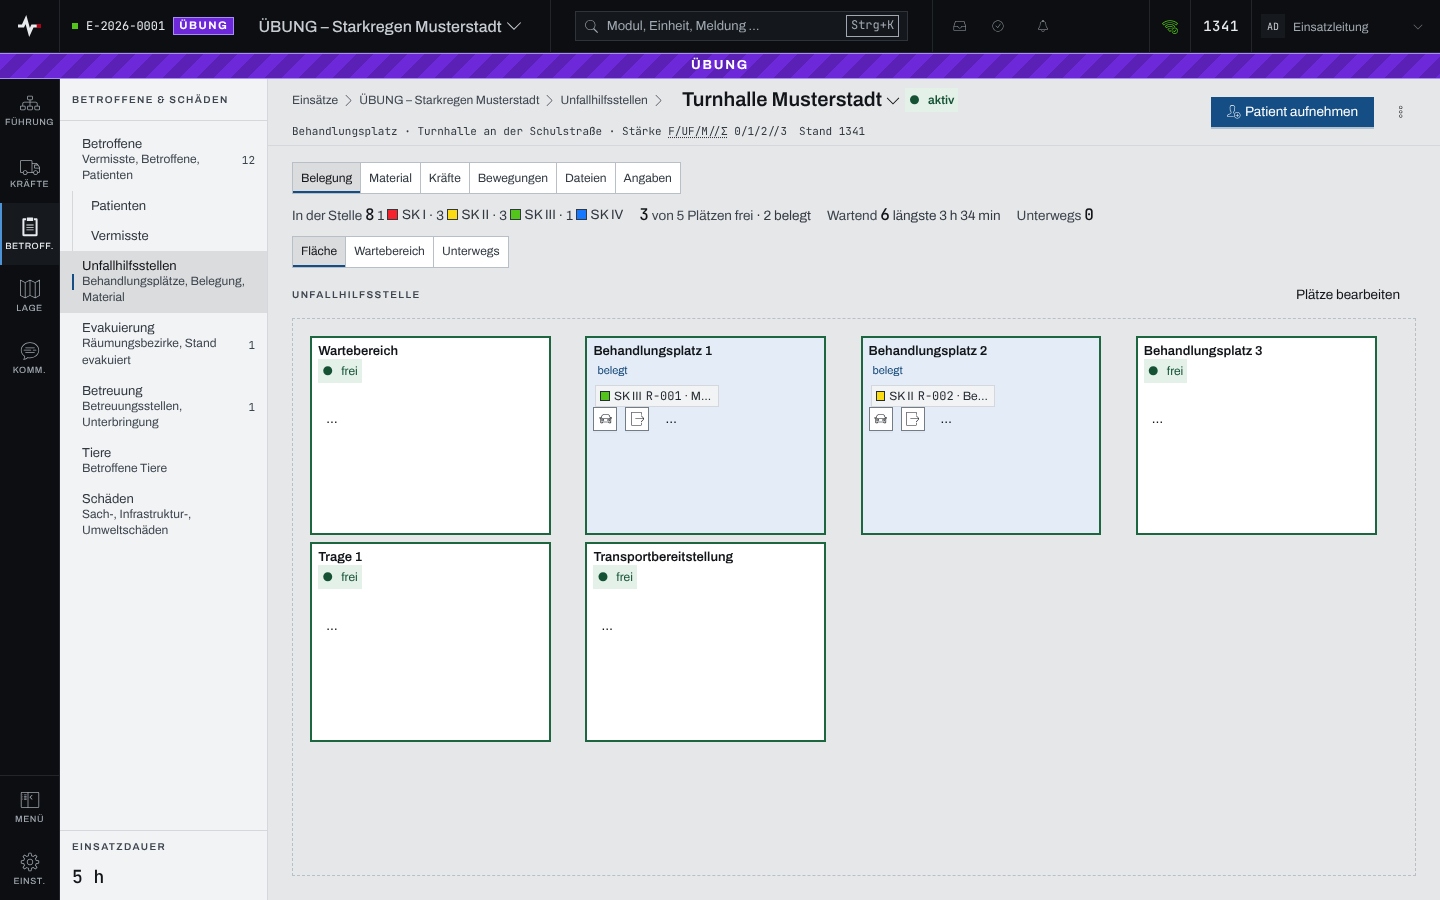 E-2026-0001 ÜBUNG ÜBUNG – Starkregen Musterstadt Modul, Einheit, Meldung ... Strg+K 1341 AD Einsatzleitung
ÜBUNG
FÜHRUNG
KRÄFTE
BETROFF.
LAGE
KOMM.
MENÜ
EINST.
BETROFFENE & SCHÄDEN
Betroffene
Vermisste, Betroffene, 12
Patienten
Patienten
Vermisste
Unfallhilfsstellen
Behandlungsplätze, Belegung,
Material
Evakuierung
Räumungsbezirke, Stand 1
evakuiert
Betreuung
Betreuungsstellen, 1
Unterbringung
Tiere
Betroffene Tiere
Schäden
Sach-, Infrastruktur-,
Umweltschäden
EINSATZDAUER
5 h
Einsätze ÜBUNG – Starkregen Musterstadt Unfallhilfsstellen Turnhalle Musterstadt aktiv
Patient aufnehmen
Behandlungsplatz · Turnhalle an der Schulstraße · Stärke F/UF/M//Σ 0/1/2//3 Stand 1341
Belegung Material Kräfte Bewegungen Dateien Angaben
In der Stelle 8 1 SK I · 3 SK II · 3 SK III · 1 SK IV 3 von 5 Plätzen frei · 2 belegt Wartend 6 längste 3 h 34 min Unterwegs 0
Fläche Wartebereich Unterwegs
UNFALLHILFSSTELLE Plätze bearbeiten
Wartebereich
frei
...
Behandlungsplatz 1
belegt
SK III R-001 · M...
...
Behandlungsplatz 2
belegt
SK II R-002 · Be...
...
Behandlungsplatz 3
frei
...
Trage 1
frei
...
Transportbereitstellung
frei
...